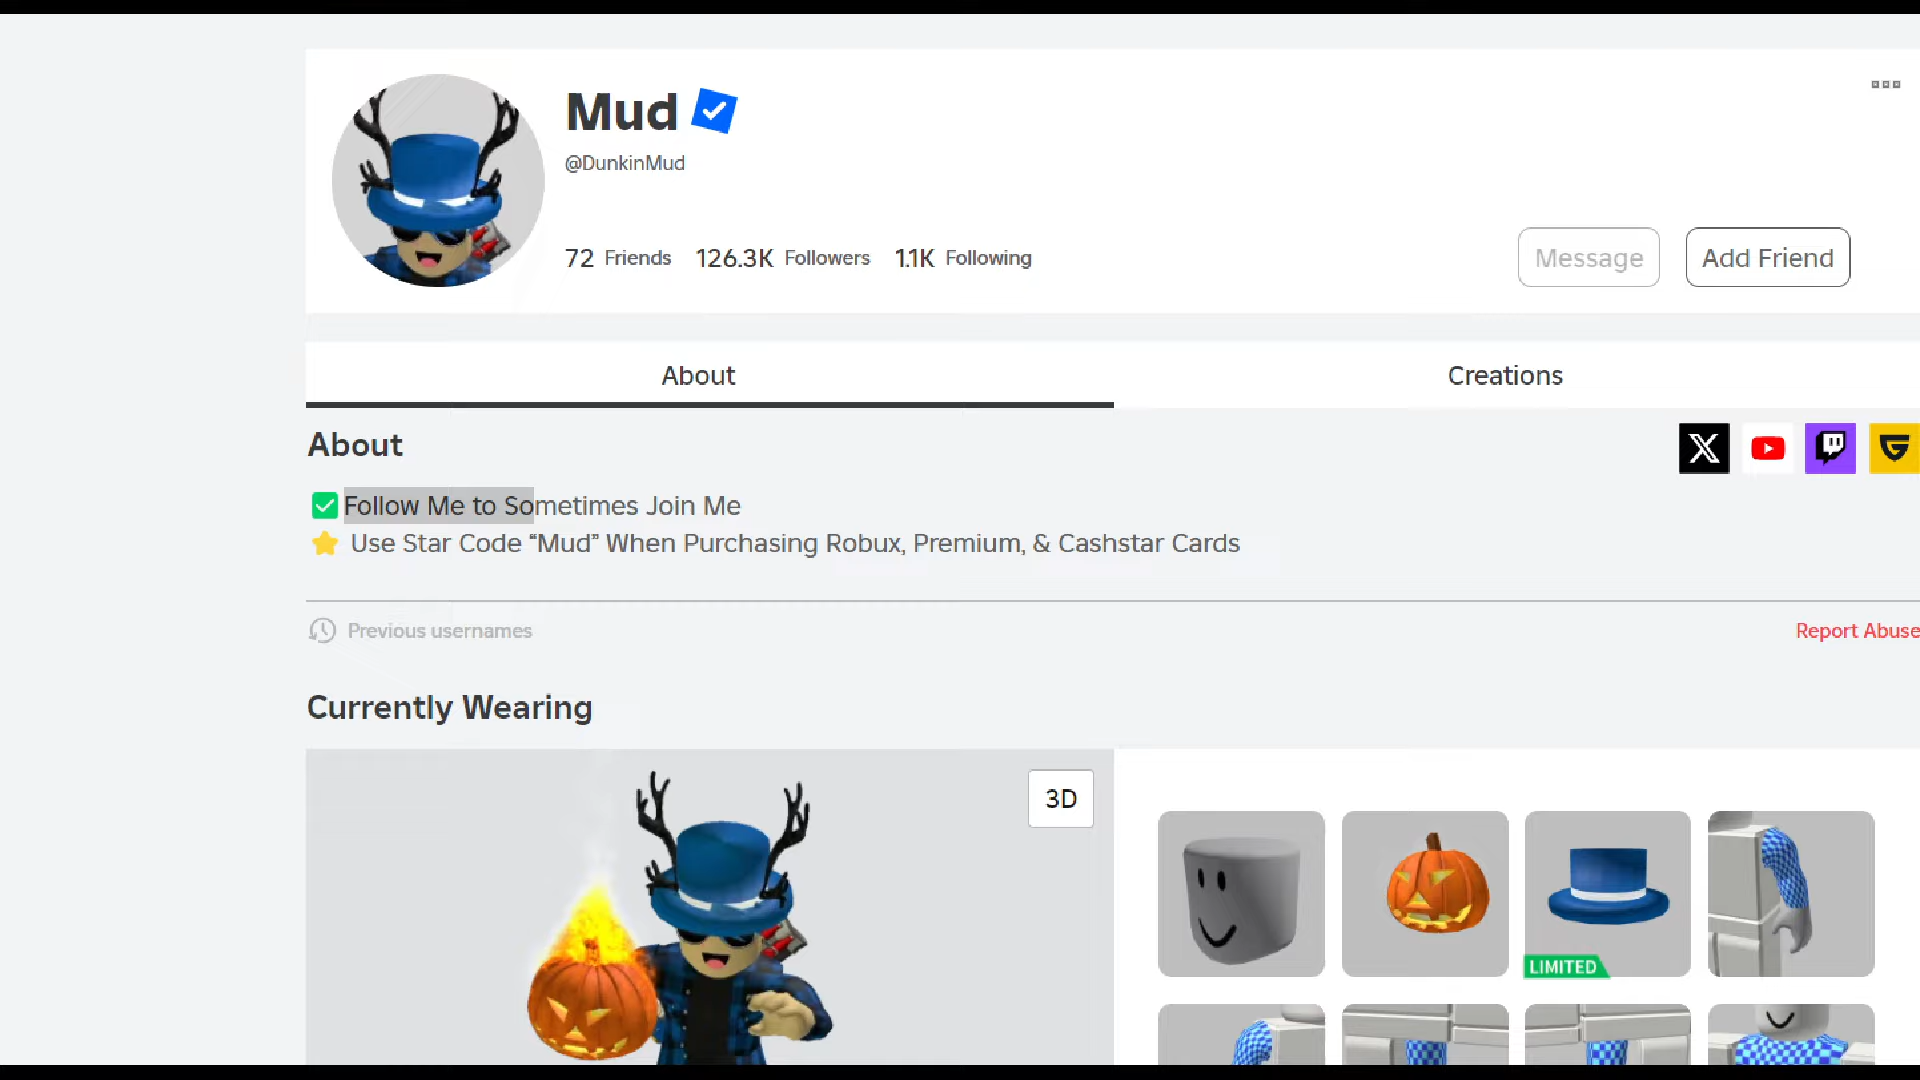 Mud
@DunkinMud
72 Friends 126.3K Followers 1.1K Following
Message
Add Friend
About
Creations
About
Follow Me to Sometimes Join Me
Use Star Code “Mud” When Purchasing Robux, Premium, & Cashstar Cards
Previous usernames
Report Abuse
Currently Wearing
3D
LIMITED